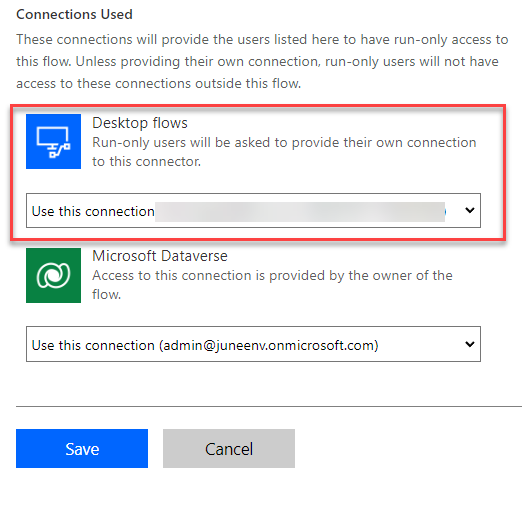 Connections Used
These connections will provide the users listed here to have run-only access to
this flow. Unless providing their own connection, run-only users will not have
access to these connections outside this flow.
Desktop flows
Run-only users will be asked to provide their own connection
to this connector.
Use this connection
Microsoft Dataverse
Access to this connection is provided by the owner of the
flow.
Use this connection (admin@juneenv.onmicrosoft.com)
Save
Cancel